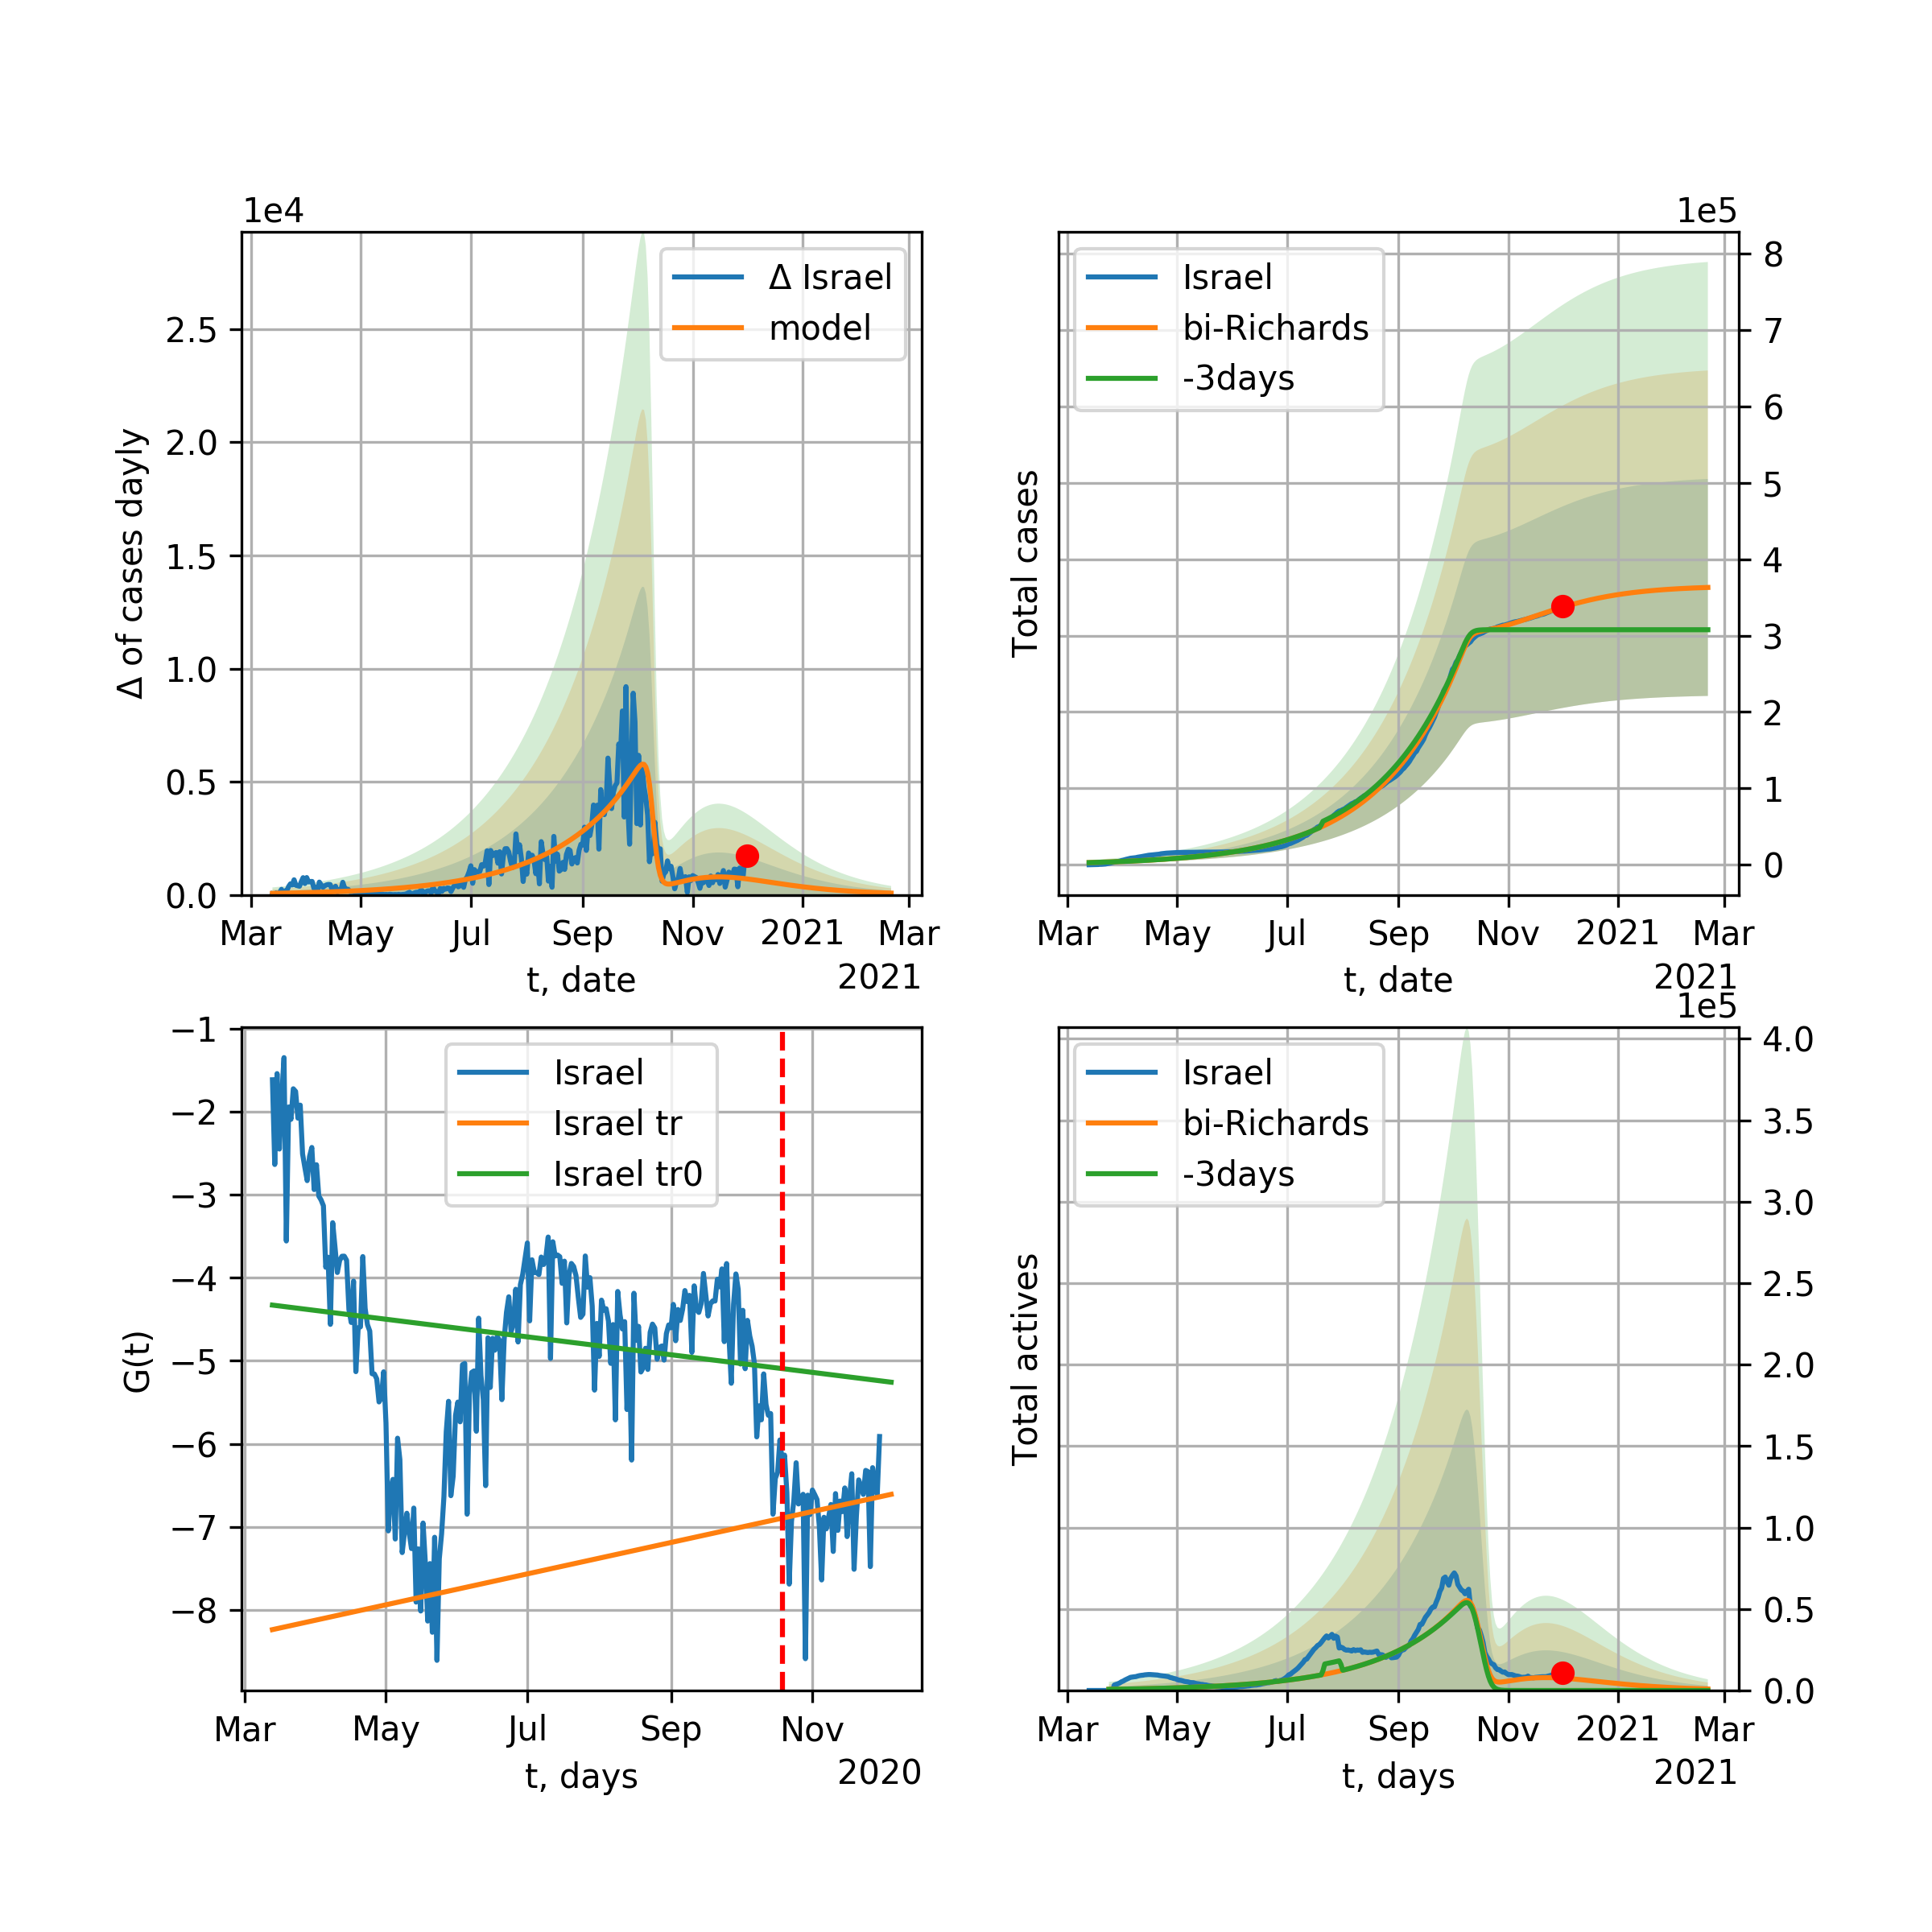 1e4
Δ of cases dayly
2.5
2.0
1.5
1.0
0.5
0.0
Δ Israel
model
Mar May Jul Sep Nov 2021 Mar
t, date
2021
1e5
Total cases
Israel
bi-Richards
-3days
8
7
6
5
4
3
2
1
0
Mar May Jul Sep Nov 2021 Mar
t, date
2021
G(t)
−1
−2
−3
−4
−5
−6
−7
−8
Israel
Israel tr
Israel tr0
Mar May Jul Sep Nov
t, days
2020
1e5
Total actives
Israel
bi-Richards
-3days
4.0
3.5
3.0
2.5
2.0
1.5
1.0
0.5
0.0
Mar May Jul Sep Nov 2021 Mar
t, days
2021